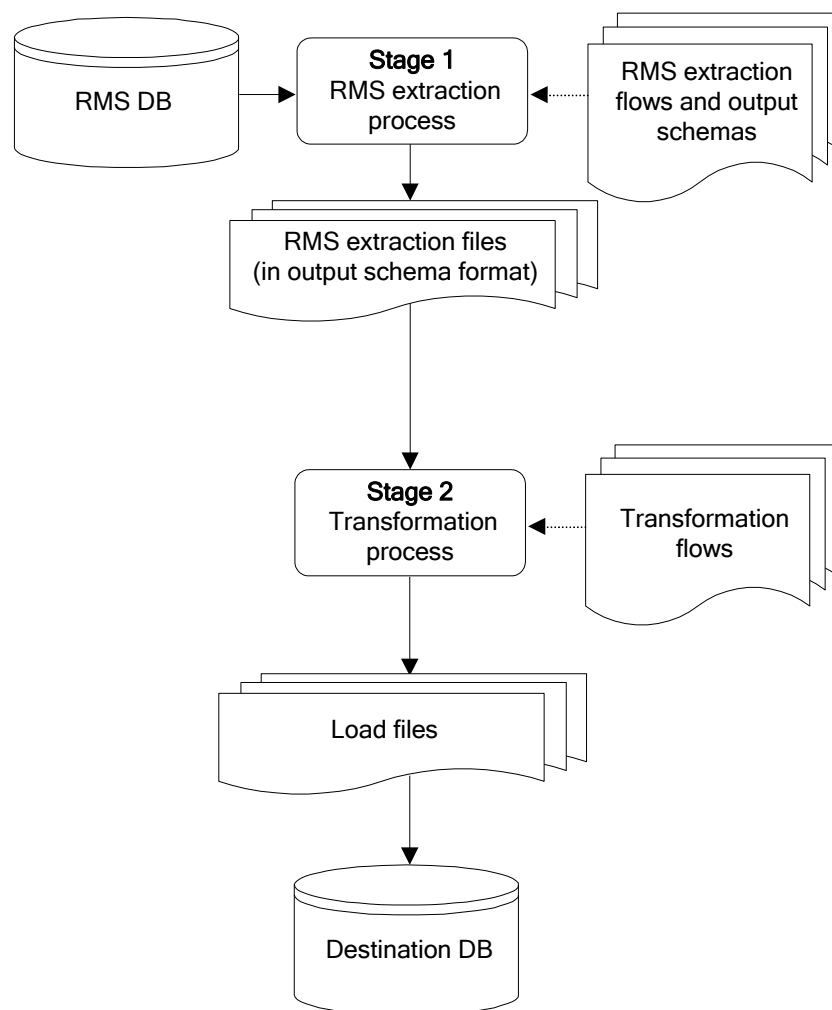 RMS DB
Stage 1
RMS extraction
process
RMS extraction
flows and output
schemas
RMS extraction files
(in output schema format)
Stage 2
Transformation
process
Transformation
flows
Load files
Destination DB